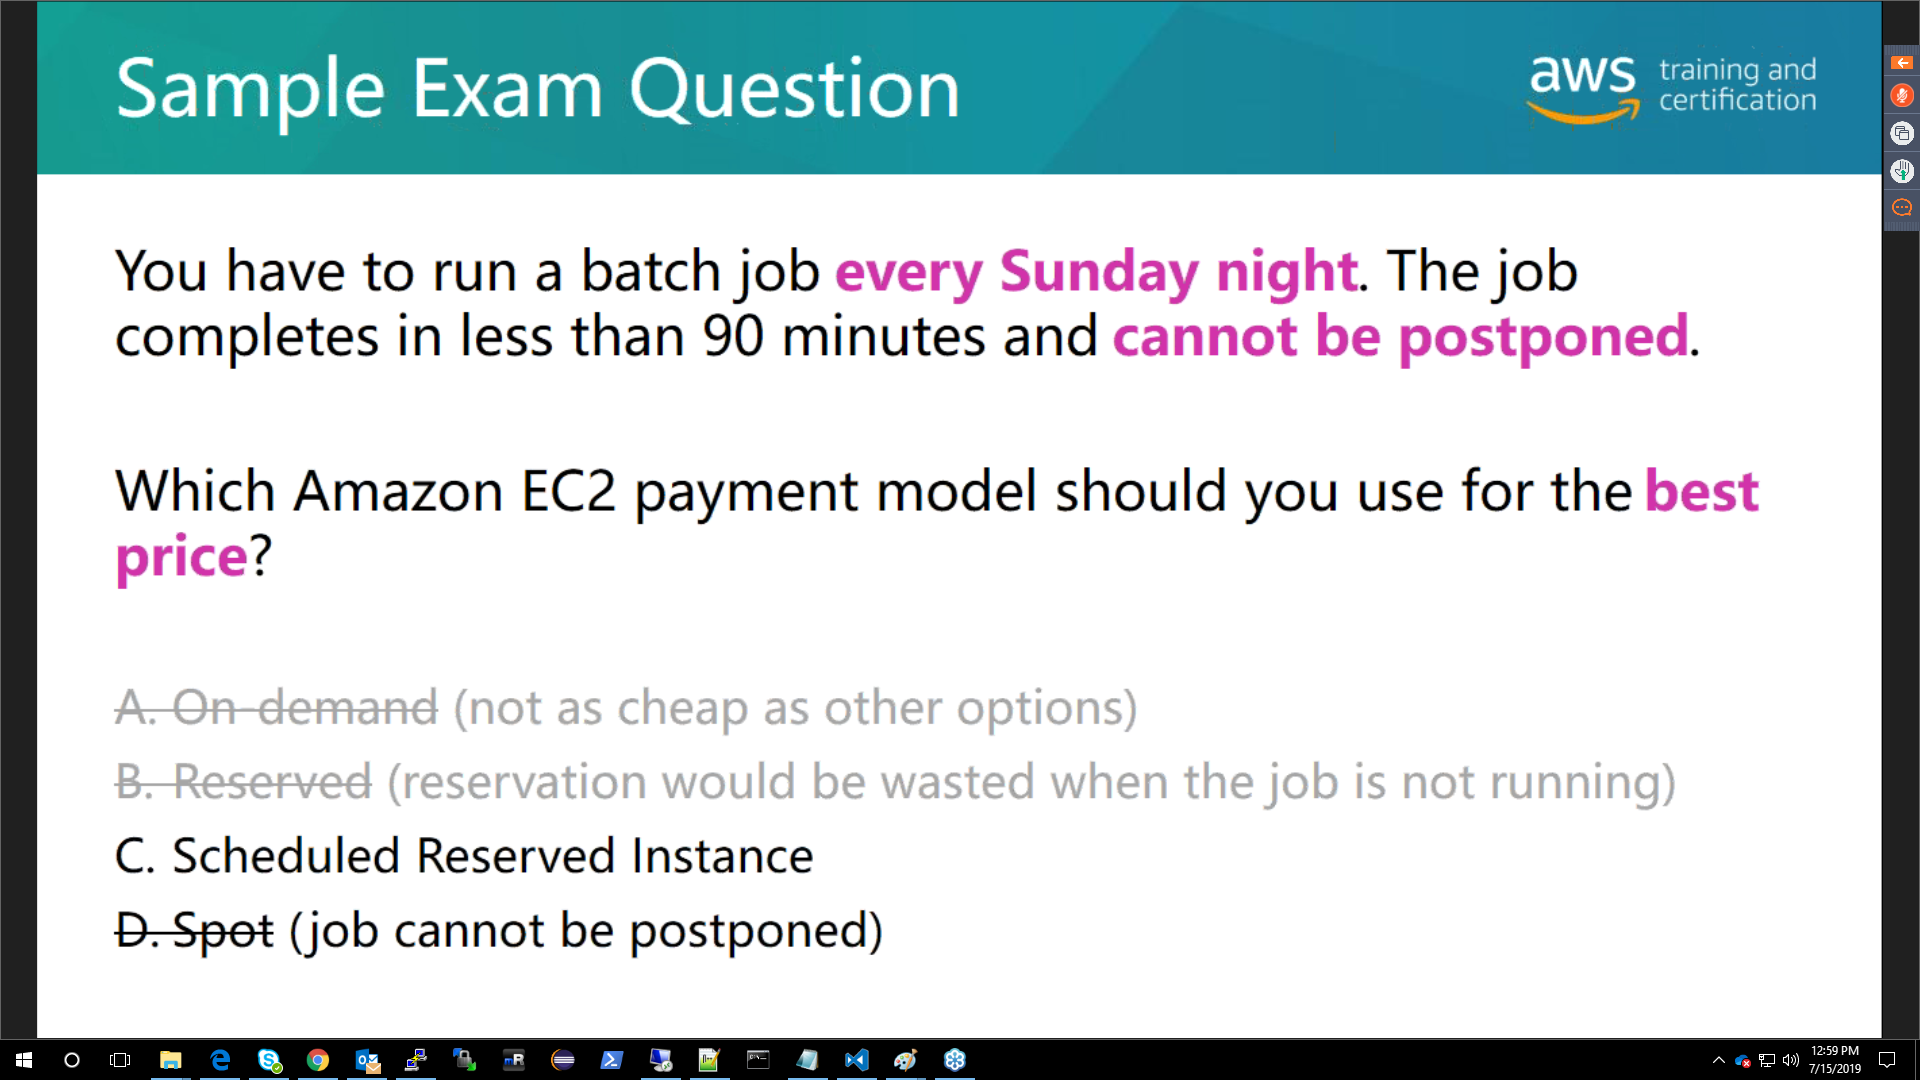 Sample Exam Question
aws training and
certification
You have to run a batch job every Sunday night. The job
completes in less than 90 minutes and cannot be postponed.
Which Amazon EC2 payment model should you use for the best
price?
A. On-demand (not as cheap as other options)
B. Reserved (reservation would be wasted when the job is not running)
C. Scheduled Reserved Instance
D. Spot (job cannot be postponed)
12:59 PM
7/15/2019